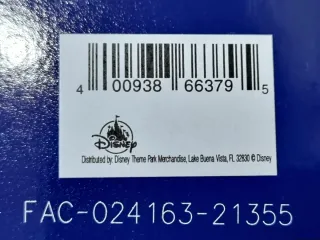 4 00938 66379 5
Disney
Distributed by: Disney Theme Park Merchandise, Lake Buena Vista, FL 32830 © Disney
FAC-024163-21355